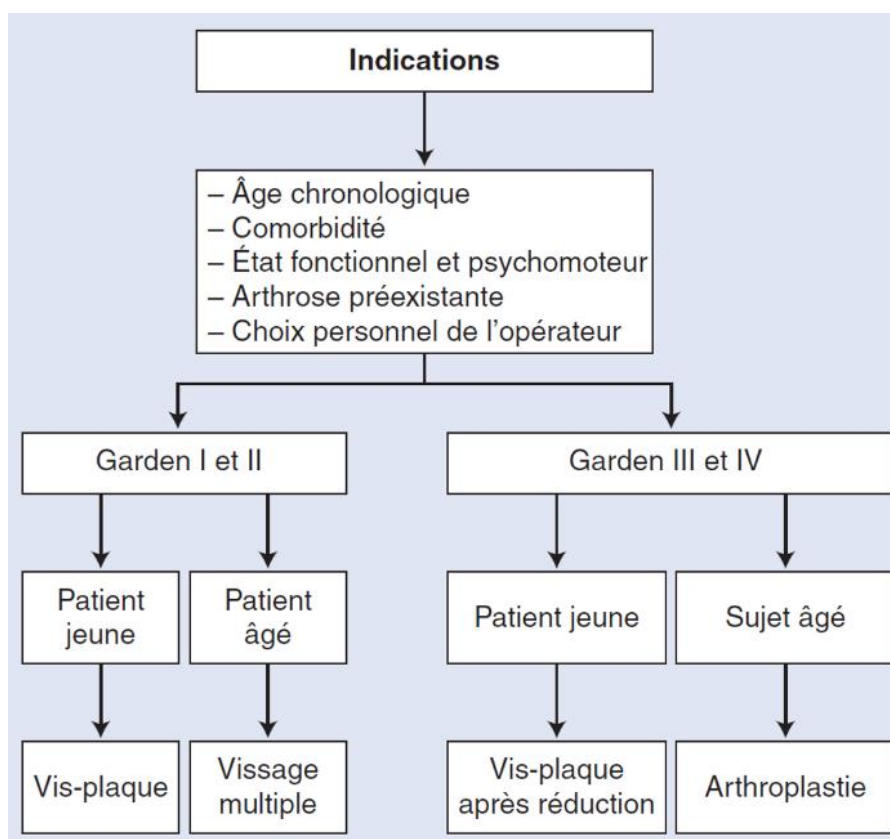 Indications
– Âge chronologique
– Comorbidité
– État fonctionnel et psychomoteur
– Arthrose préexistante
– Choix personnel de l'opérateur
Garden I et II
Garden III et IV
Patient
jeune
Patient
âgé
Patient jeune
Sujet âgé
Vis-plaque
Vissage
multiple
Vis-plaque
après réduction
Arthroplastie